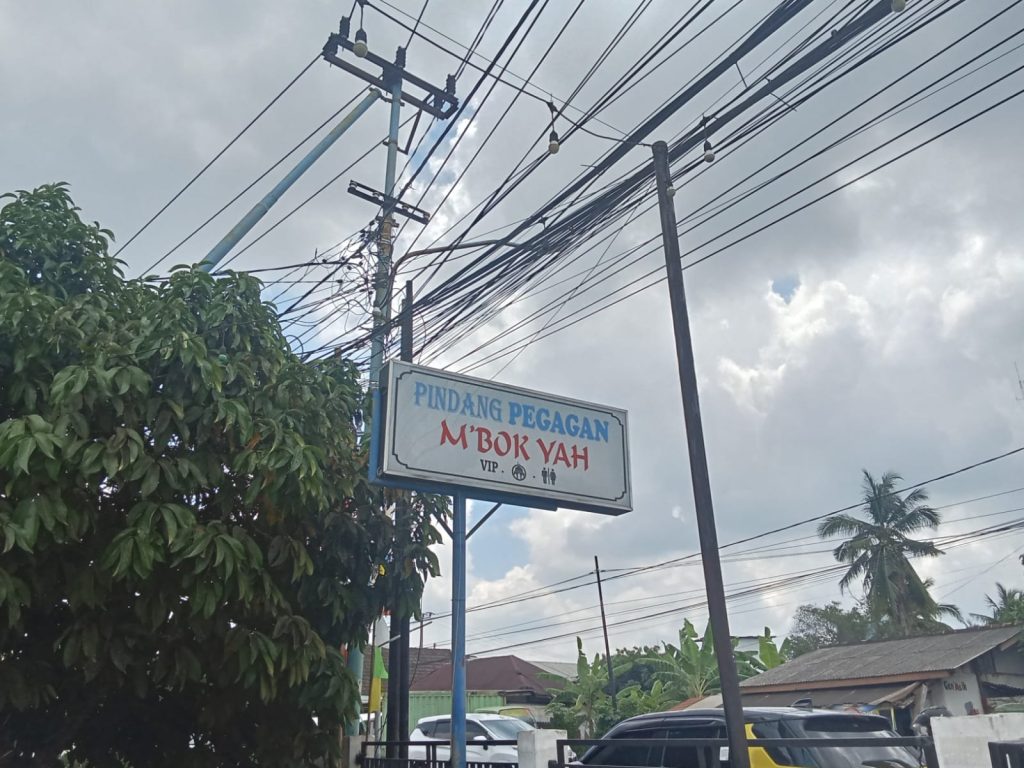 PINDANG PEGAGAN
M'BOK YAH
VIP . .